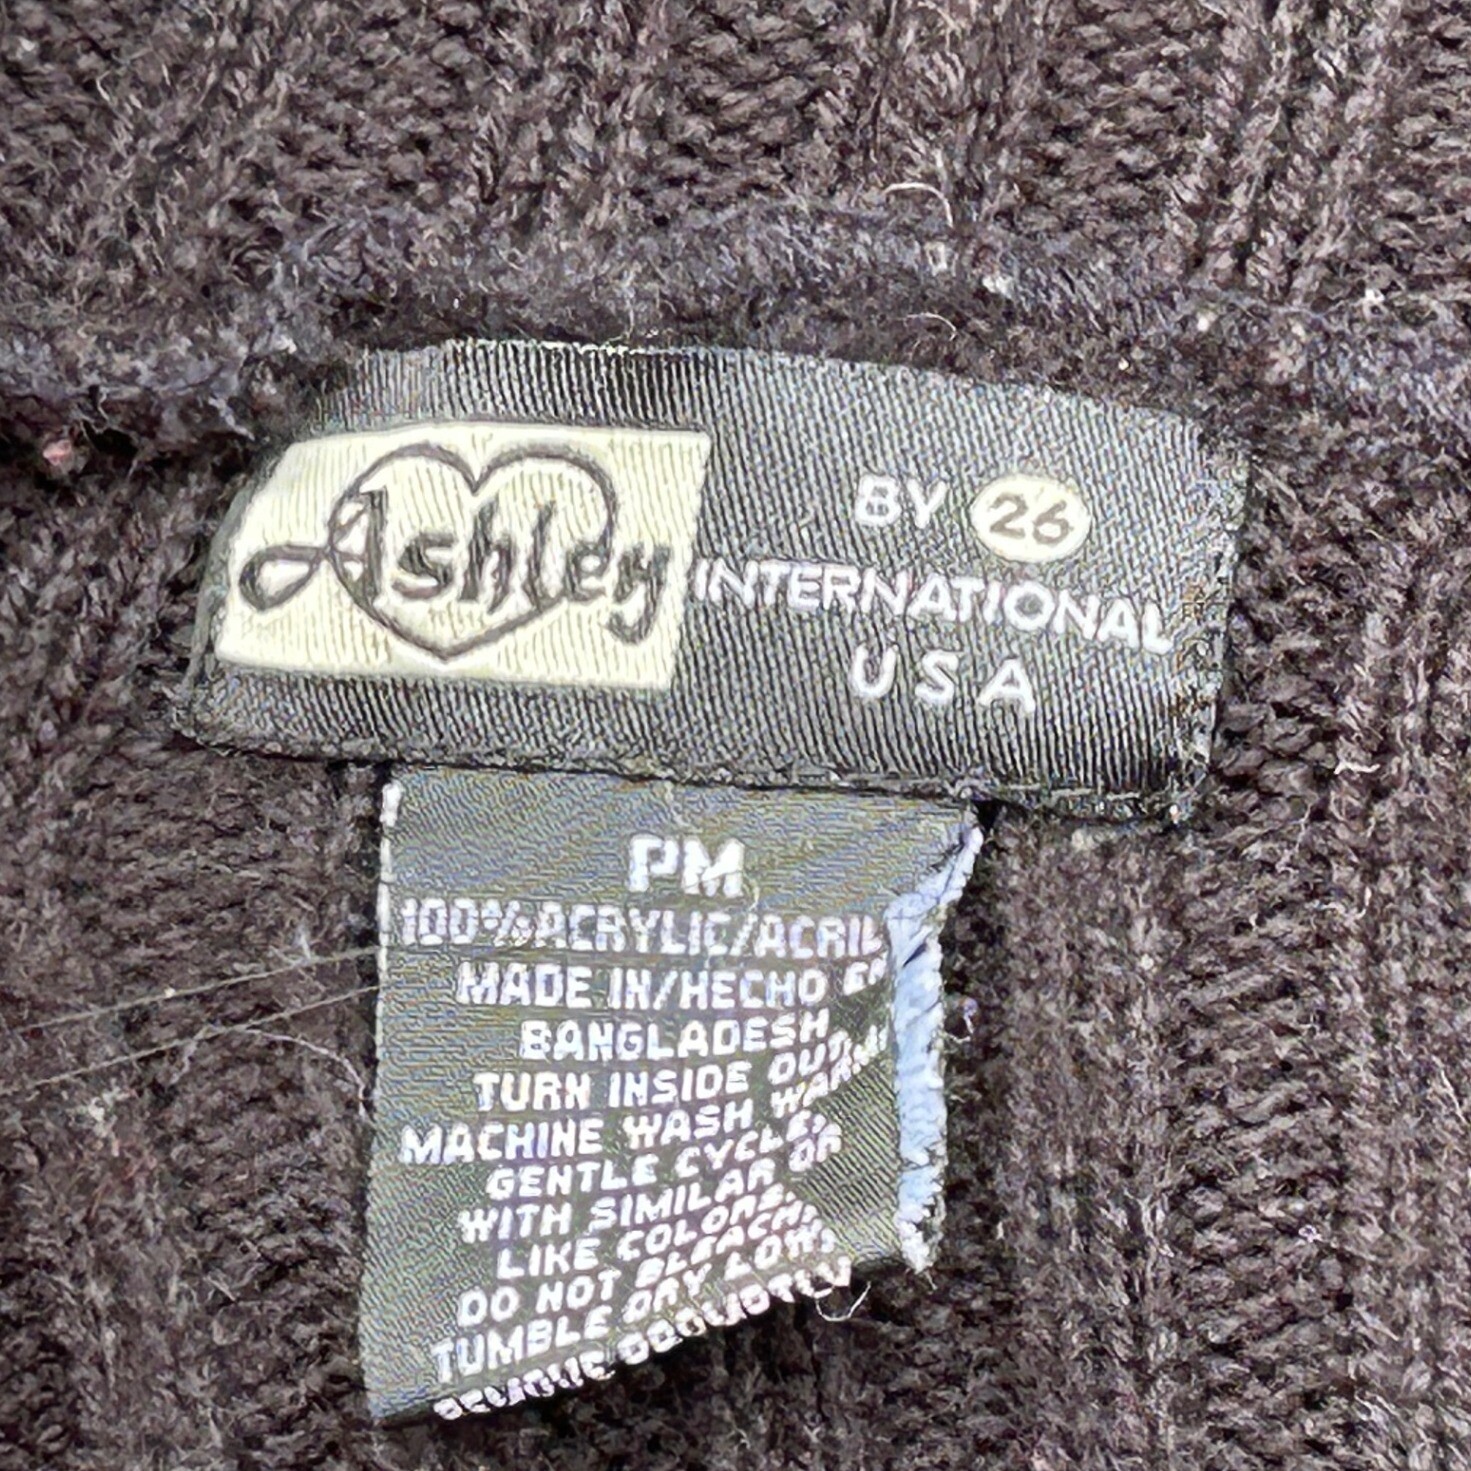 Ashley
BY 26
INTERNATIONAL
USA
PM
100% ACRYLIC/ACRIL
MADE IN/HECHO
BANGLADESH
TURN INSIDE OUT.
MACHINE WASH WARM
GENTLE CYCLE,
WITH SIMILAR OR
LIKE COLORS.
DO NOT BLEACH.
TUMBLE DRY LOW.